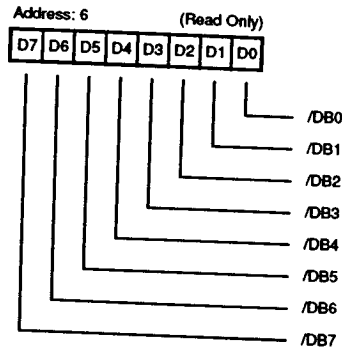 Address: 6 (Read Only)
D7 D6 D5 D4 D3 D2 D1 D0
/DB0
/DB1
/DB2
/DB3
/DB4
/DB5
/DB6
/DB7